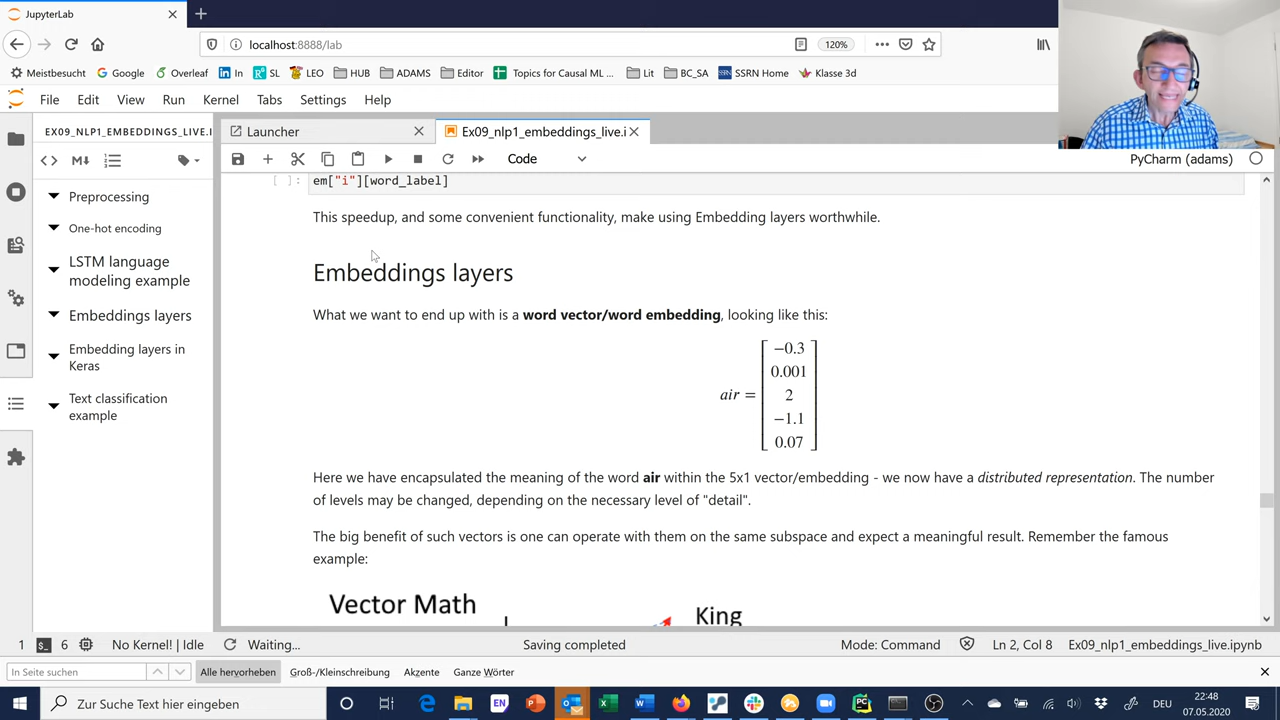 JupyterLab
localhost:8888/lab
120%
Meistbesucht
Google
Overleaf
In
SL
LEO
HUB
ADAMS
Editor
Topics for Causal ML ...
Lit
BC_SA
SSRN Home
Klasse 3d
File Edit View Run Kernel Tabs Settings Help
EX09_NLP1_EMBEDDINGS_LIVE.I
Launcher
Ex09_nlp1_embeddings_live.i
Code
PyCharm (adams)
Preprocessing
One-hot encoding
LSTM language
modeling example
Embeddings layers
Embedding layers in
Keras
Text classification
example
[ ]: em["i"][word_label]
This speedup, and some convenient functionality, make using Embedding layers worthwhile.
Embeddings layers
What we want to end up with is a word vector/word embedding, looking like this:
air =
−0.3
0.001
2
−1.1
0.07
Here we have encapsulated the meaning of the word air within the 5x1 vector/embedding - we now have a distributed representation. The number
of levels may be changed, depending on the necessary level of "detail".
The big benefit of such vectors is one can operate with them on the same subspace and expect a meaningful result. Remember the famous
example:
Vector Math
King
1
6
No Kernel! | Idle
Waiting...
Saving completed
Mode: Command
Ln 2, Col 8
Ex09_nlp1_embeddings_live.ipynb
In Seite suchen
Alle hervorheben
Groß-/Kleinschreibung
Akzente
Ganze Wörter
Zur Suche Text hier eingeben
EN
DEU
22:48
07.05.2020